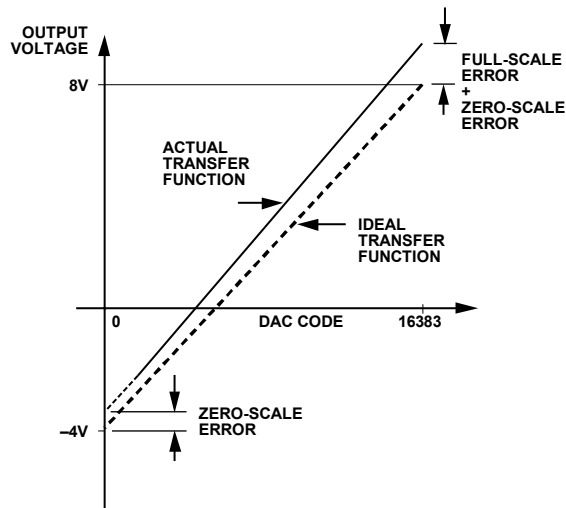 OUTPUT
VOLTAGE
8V
FULL-SCALE
ERROR
+
ZERO-SCALE
ERROR
ACTUAL
TRANSFER
FUNCTION
IDEAL
TRANSFER
FUNCTION
0
DAC CODE
16383
ZERO-SCALE
ERROR
–4V